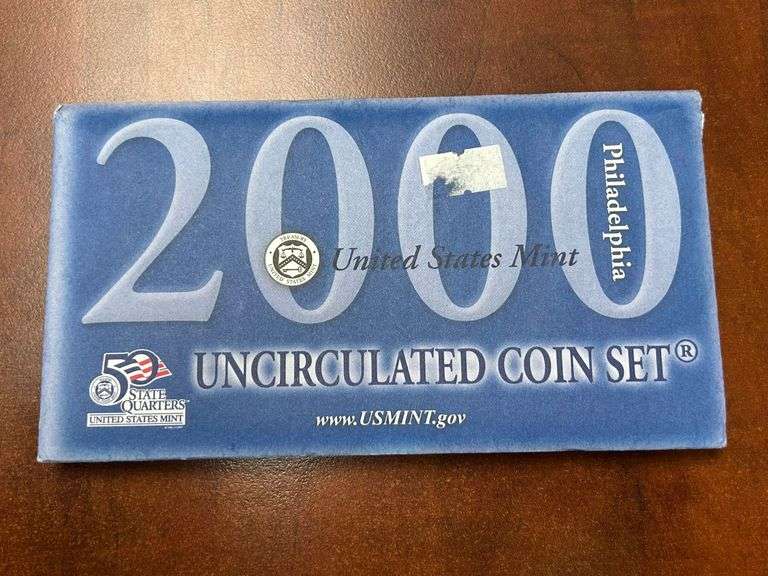 2000
Philadelphia
United States Mint
50
STATE
QUARTERS
UNITED STATES MINT
UNCIRCULATED COIN SET®
www.USMINT.gov